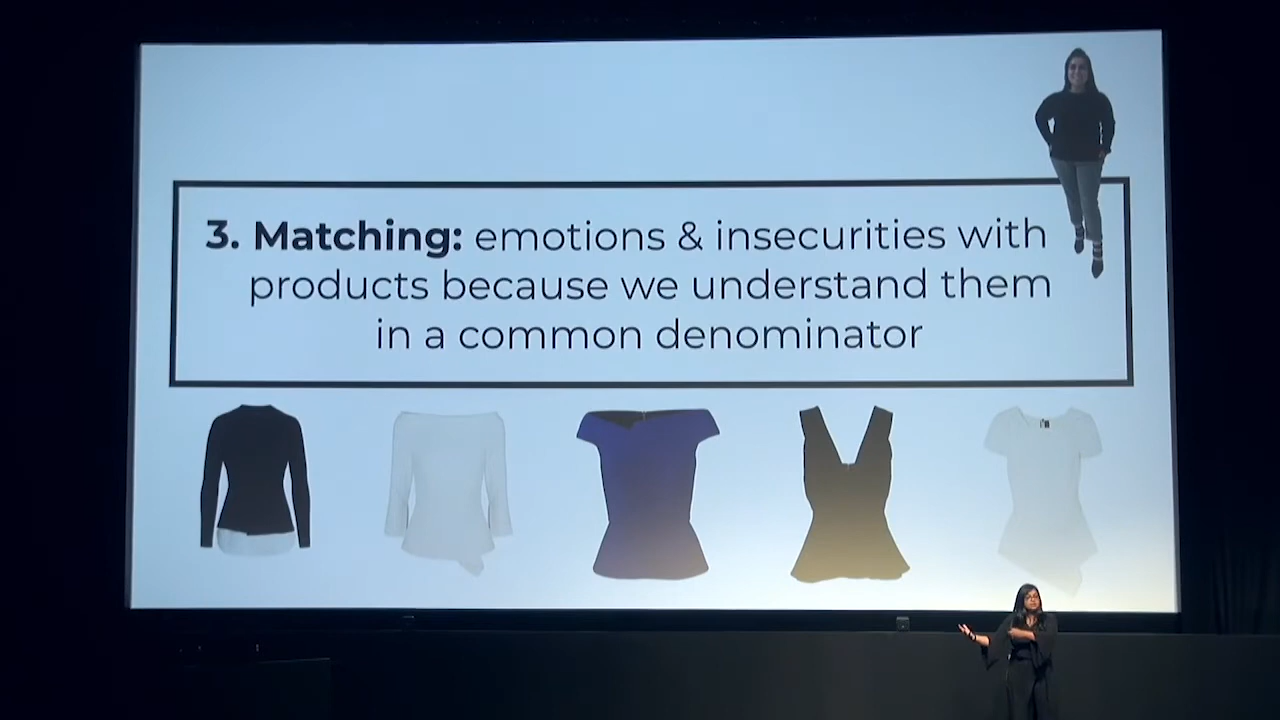 3. Matching: emotions & insecurities with
products because we understand them
in a common denominator